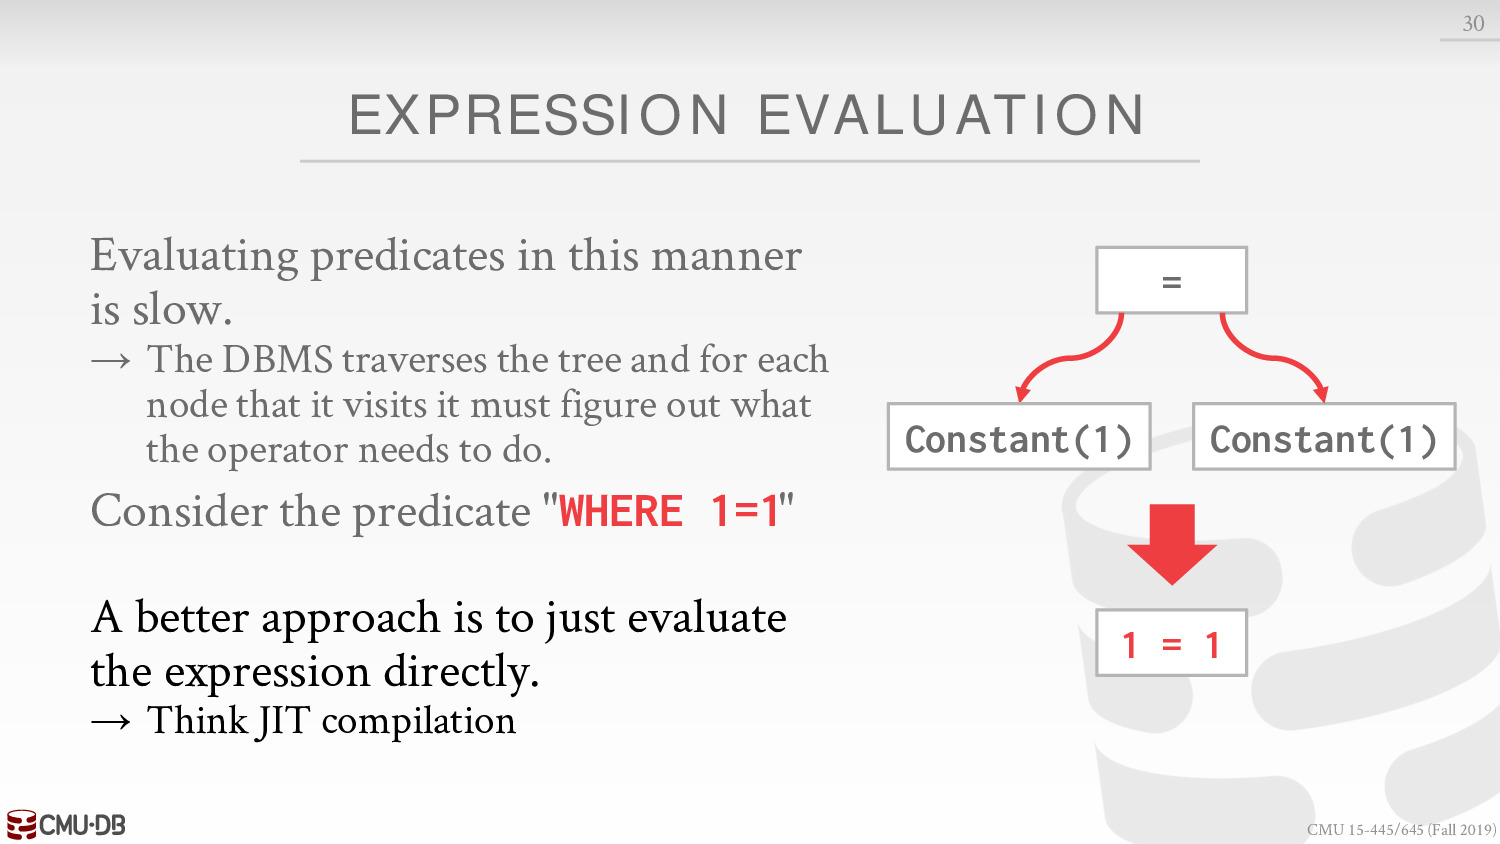 30
EXPRESSION EVALUATION
Evaluating predicates in this manner
is slow.
→ The DBMS traverses the tree and for each
node that it visits it must figure out what
the operator needs to do.
Consider the predicate "WHERE 1=1"
A better approach is to just evaluate
the expression directly.
→ Think JIT compilation
=
Constant(1) Constant(1)
1 = 1
CMU·DB
CMU 15-445/645 (Fall 2019)